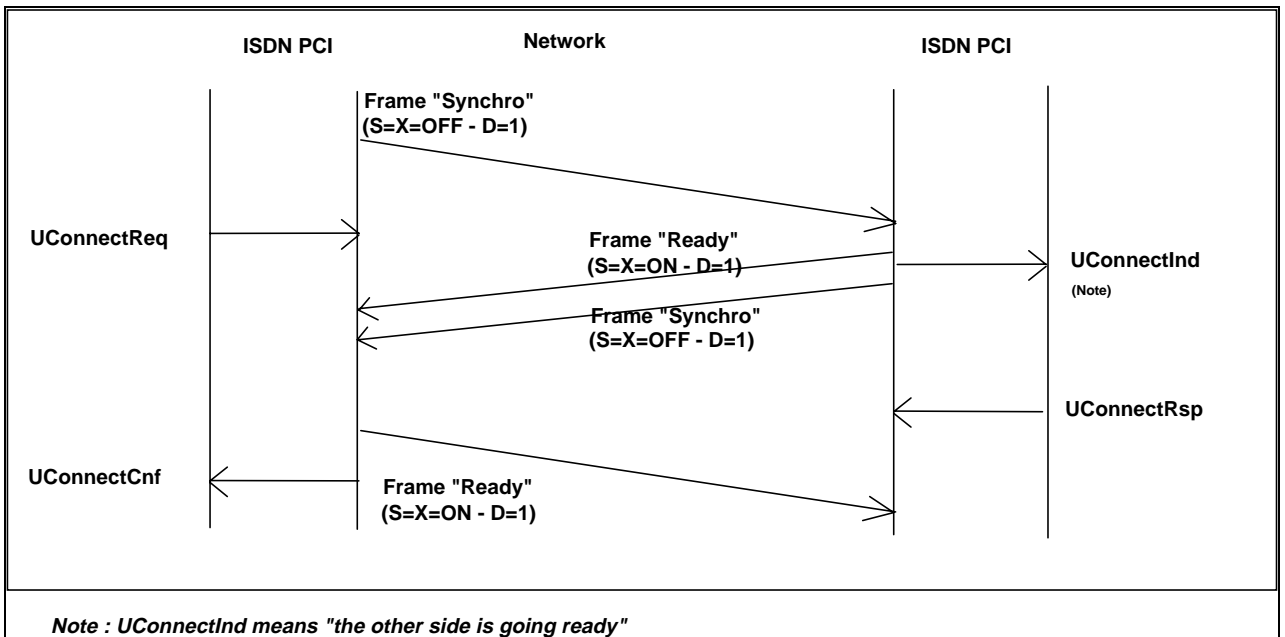 ISDN PCI
Network
ISDN PCI
Frame "Synchro"
(S=X=OFF - D=1)
UConnectReq
Frame "Ready"
(S=X=ON - D=1)
UConnectInd
(Note)
Frame "Synchro"
(S=X=OFF - D=1)
UConnectRsp
UConnectCnf
Frame "Ready"
(S=X=ON - D=1)
Note : UConnectInd means "the other side is going ready"